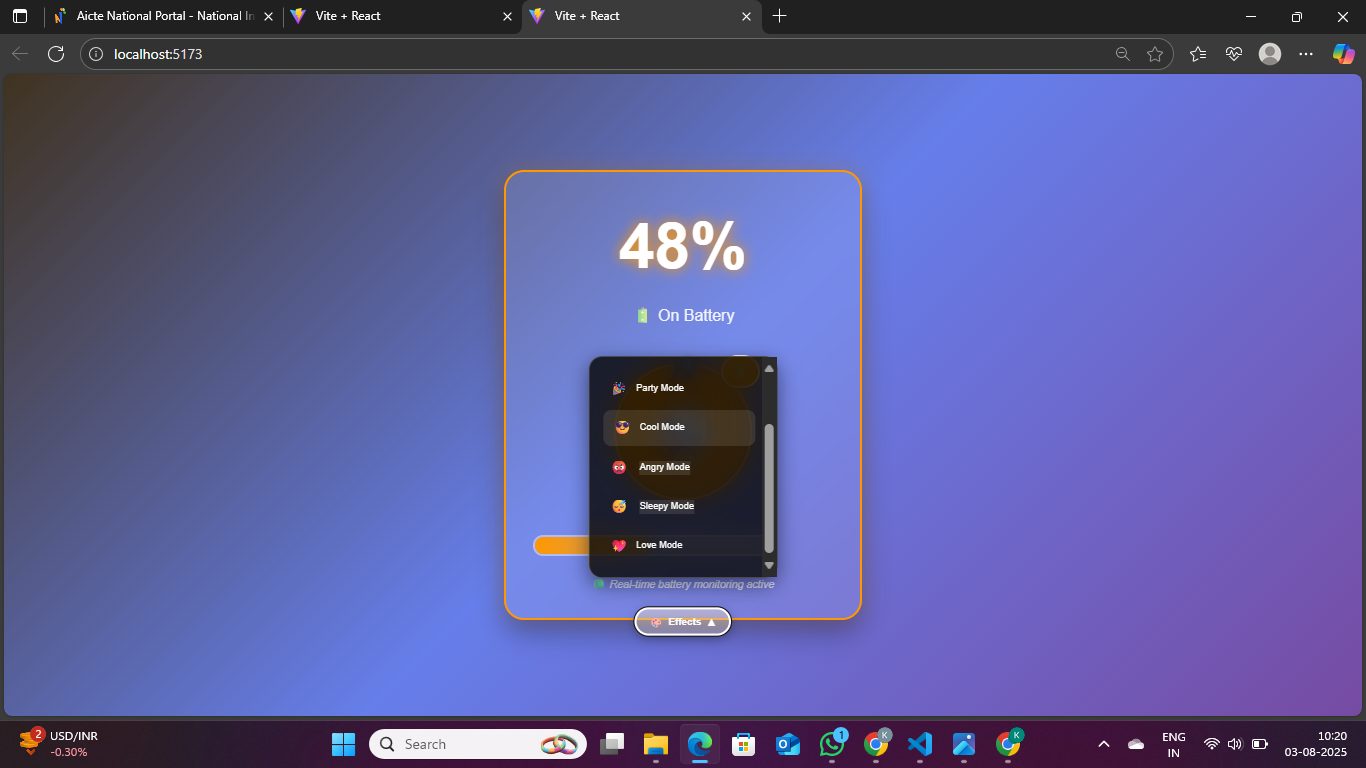 Aicte National Portal - National In
Vite + React
Vite + React
localhost:5173
48%
On Battery
Party Mode
Cool Mode
Angry Mode
Sleepy Mode
Love Mode
Real-time battery monitoring active
Effects ▲
2
USD/INR
-0.30%
Search
1
K
K
ENG
IN
10:20
03-08-2025